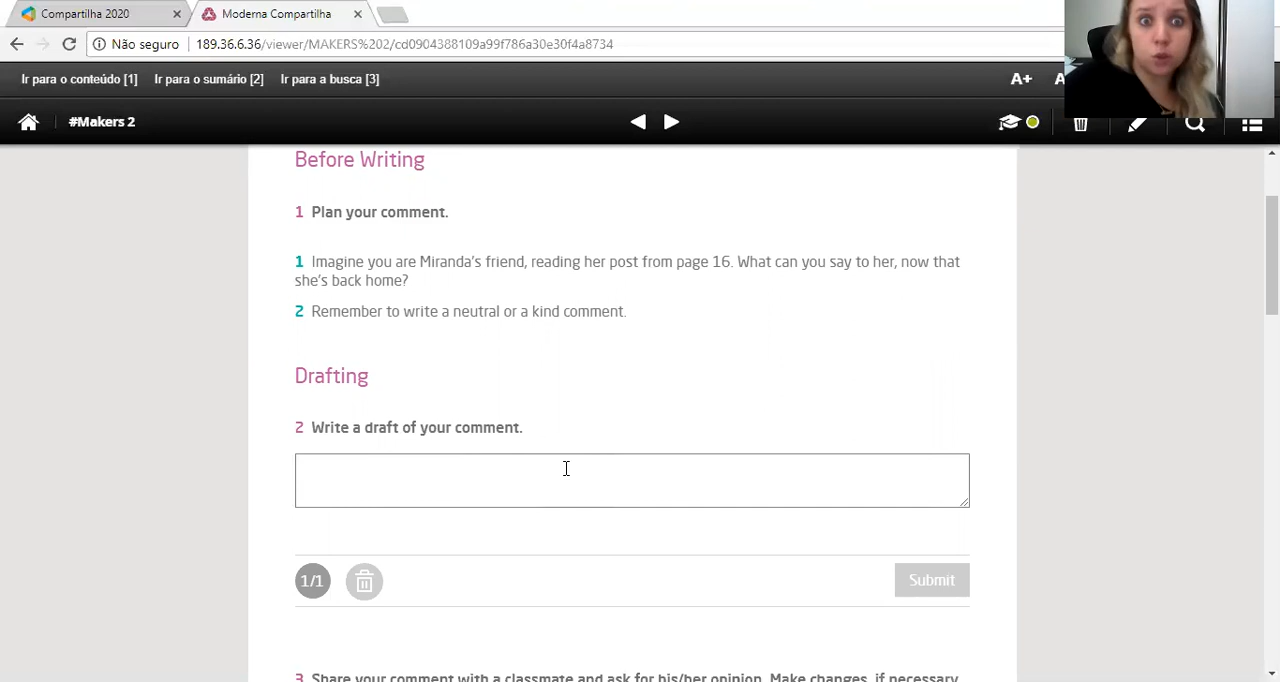 Compartilha 2020
Moderna Compartilha
Não seguro
189.36.6.36/viewer/MAKERS%202/cd0904388109a99f786a30e30f4a8734
Ir para o conteúdo [1] Ir para o sumário [2] Ir para a busca [3]
A+ A
#Makers 2
Before Writing
1 Plan your comment.
1 Imagine you are Miranda's friend, reading her post from page 16. What can you say to her, now that
she's back home?
2 Remember to write a neutral or a kind comment.
Drafting
2 Write a draft of your comment.
1/1
Submit
3 Share your comment with a classmate and ask for his/her opinion. Make changes, if necessary